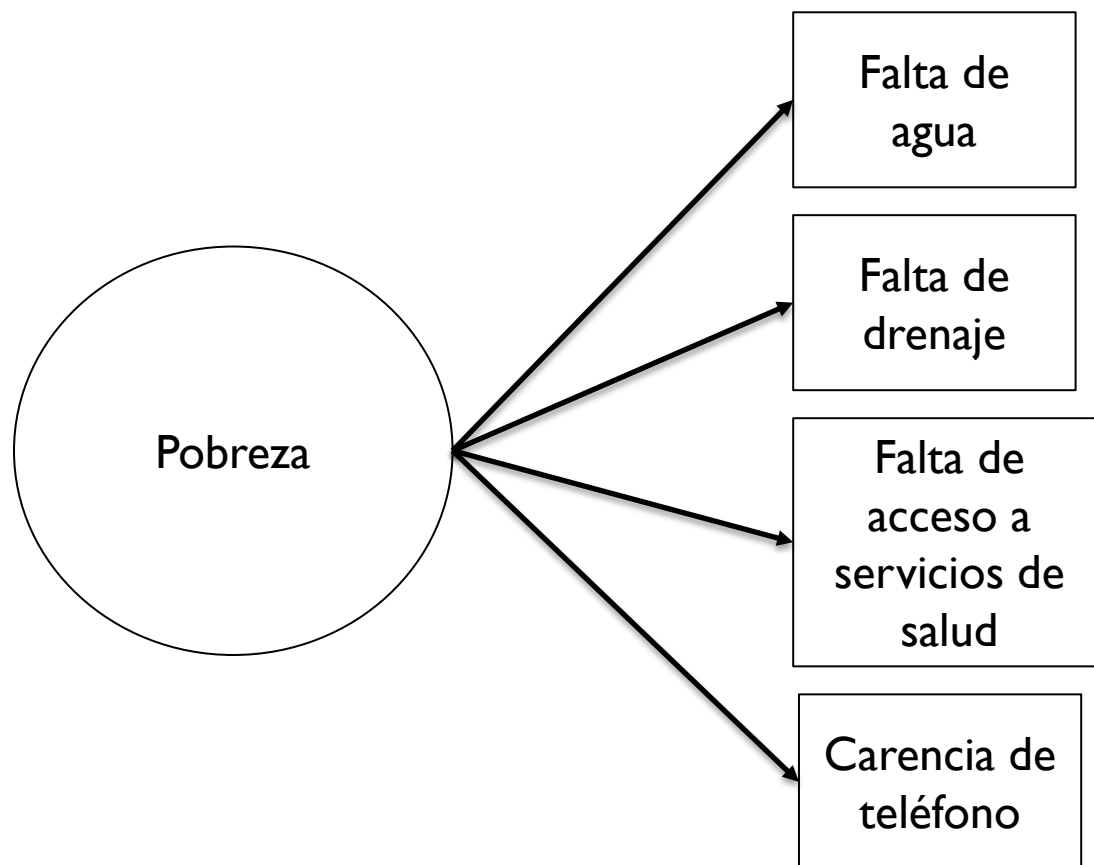 Falta de
agua
Falta de
drenaje
Pobreza
Falta de
acceso a
servicios de
salud
Carencia de
teléfono